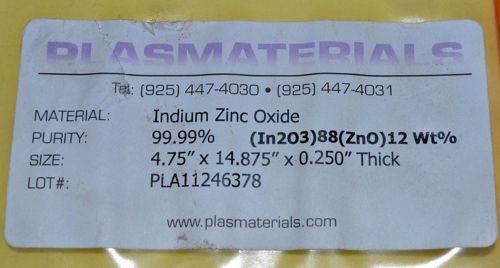 PLASMATERIALS
Tel: (925) 447-4030 • (925) 447-4031
MATERIAL: Indium Zinc Oxide
PURITY: 99.99% (In2O3)88(ZnO)12 Wt%
SIZE: 4.75" x 14.875" x 0.250" Thick
LOT#: PLA11246378
www.plasmaterials.com